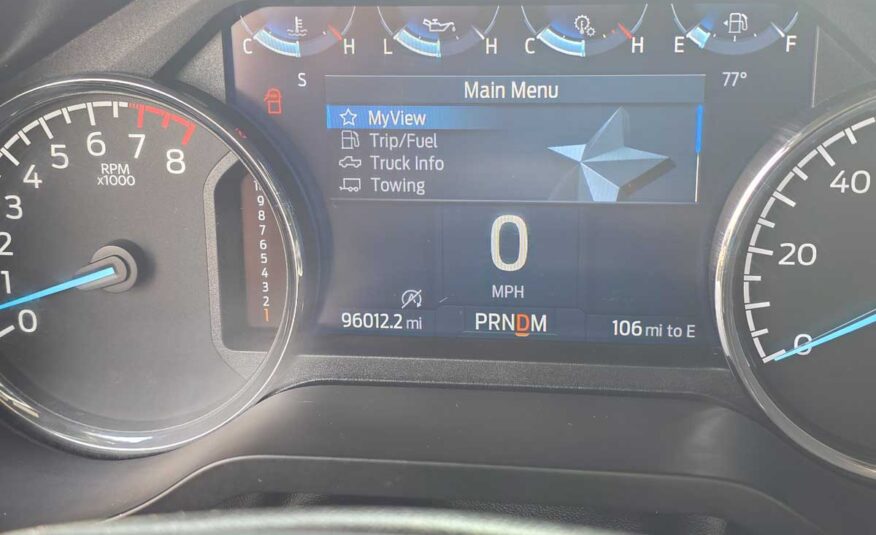 C H L H C H E F
S 77°
Main Menu
MyView
Trip/Fuel
Truck Info
Towing
0
MPH
96012.2 mi PRNDM 106 mi to E
8
7
6
5
4
3
2
1
0
RPM
x1000
10
9
8
7
6
5
4
3
2
1
40
20
0